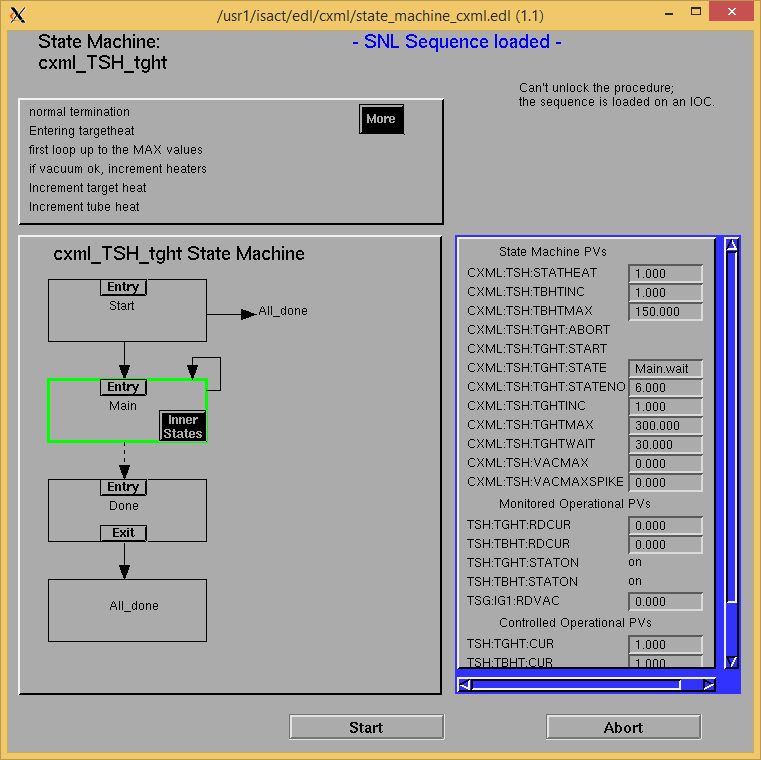 /usr1/isact/edl/cxml/state_machine_cxml.edl (1.1)
State Machine:
cxml_TSH_tght
- SNL Sequence loaded -
Can't unlock the procedure;
the sequence is loaded on an IOC.
normal termination
Entering targetheat
first loop up to the MAX values
if vacuum ok, increment heaters
Increment target heat
Increment tube heat
More
cxml_TSH_tght State Machine
Entry
Start
All_done
Entry
Main
Inner
States
Entry
Done
Exit
All_done
State Machine PVs
CXML:TSH:STATHEAT 1.000
CXML:TSH:TBHTINC 1.000
CXML:TSH:TBHTMAX 150.000
CXML:TSH:TGHT:ABORT
CXML:TSH:TGHT:START
CXML:TSH:TGHT:STATE Main.wait
CXML:TSH:TGHT:STATENO 6.000
CXML:TSH:TGHTINC 1.000
CXML:TSH:TGHTMAX 300.000
CXML:TSH:TGHTWAIT 30.000
CXML:TSH:VACMAX 0.000
CXML:TSH:VACMAXSPIKE 0.000
Monitored Operational PVs
TSH:TGHT:RDCUR 0.000
TSH:TBHT:RDCUR 0.000
TSH:TGHT:STATON on
TSH:TBHT:STATON on
TSG:IG1:RDVAC 0.000
Controlled Operational PVs
TSH:TGHT:CUR 1.000
TSH:TBHT:CUR 1.000
Start
Abort